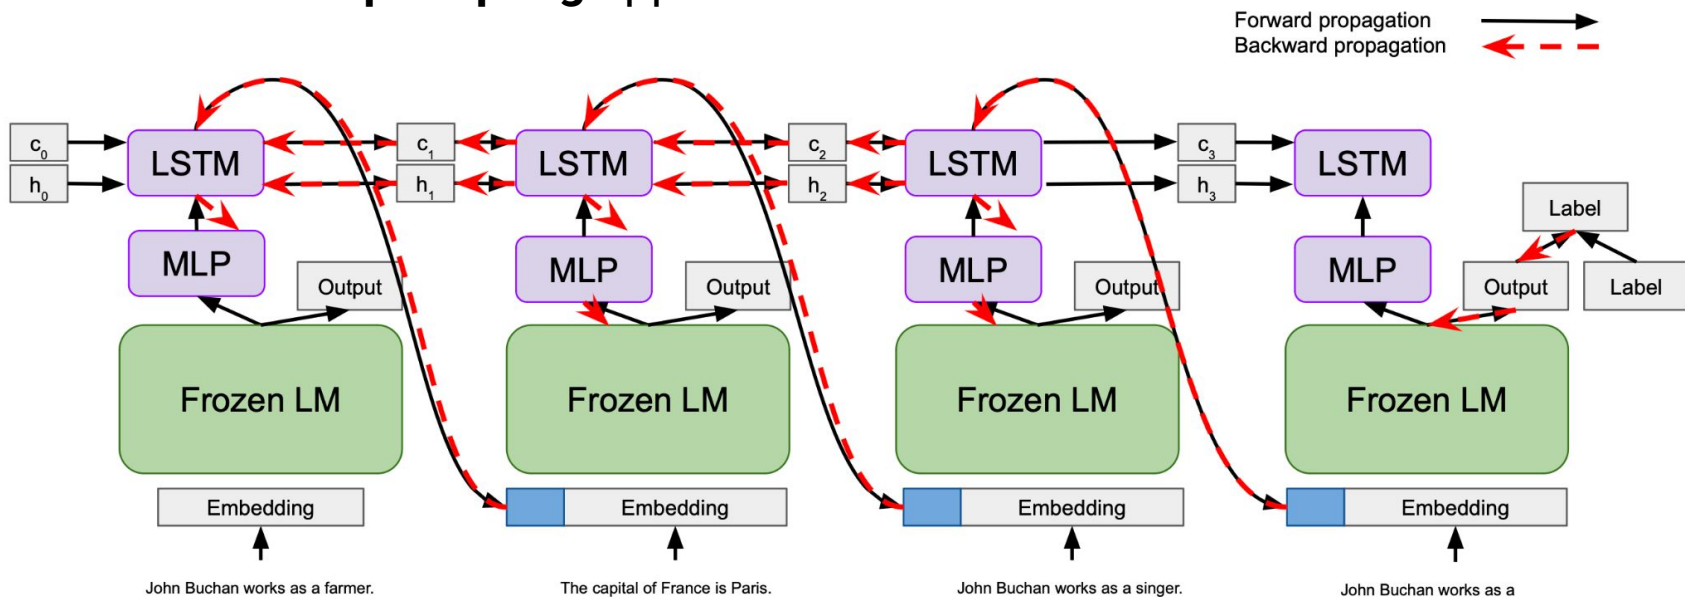 Forward propagation
Backward propagation
c0
h0
LSTM
c1
h1
LSTM
c2
h2
LSTM
c3
h3
LSTM
MLP
Output
MLP
Output
MLP
Output
MLP
Label
Output
Label
Frozen LM
Frozen LM
Frozen LM
Frozen LM
Embedding
Embedding
Embedding
Embedding
John Buchan works as a farmer.
The capital of France is Paris.
John Buchan works as a singer.
John Buchan works as a